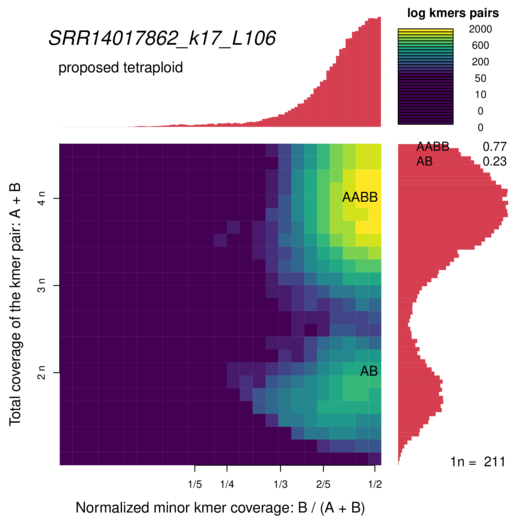 SRR14017862_k17_L106
proposed tetraploid
log kmers pairs
2000
600
200
50
10
0
0
AABB 0.77
AB 0.23
AABB
AB
Total coverage of the kmer pair: A + B
4 n
3 n
2 n
1n = 211
1/5 1/4 1/3 2/5 1/2
Normalized minor kmer coverage: B / (A + B)